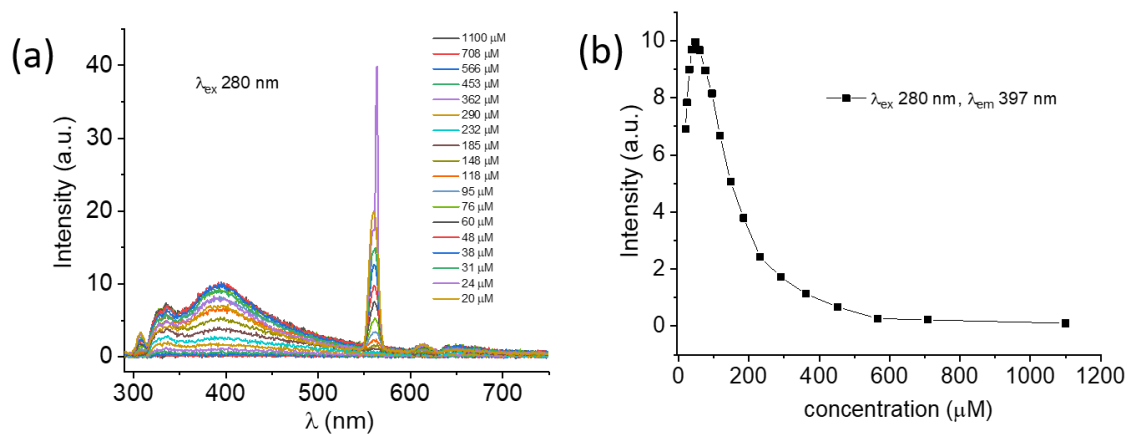 (a)
λex 280 nm
1100 μM
708 μM
566 μM
453 μM
362 μM
290 μM
232 μM
185 μM
148 μM
118 μM
95 μM
76 μM
60 μM
48 μM
38 μM
31 μM
24 μM
20 μM
Intensity (a.u.)
40
30
20
10
0
300
400
500
600
700
λ (nm)
(b)
λex 280 nm, λem 397 nm
Intensity (a.u.)
10
8
6
4
2
0
0
200
400
600
800
1000
1200
concentration (μM)